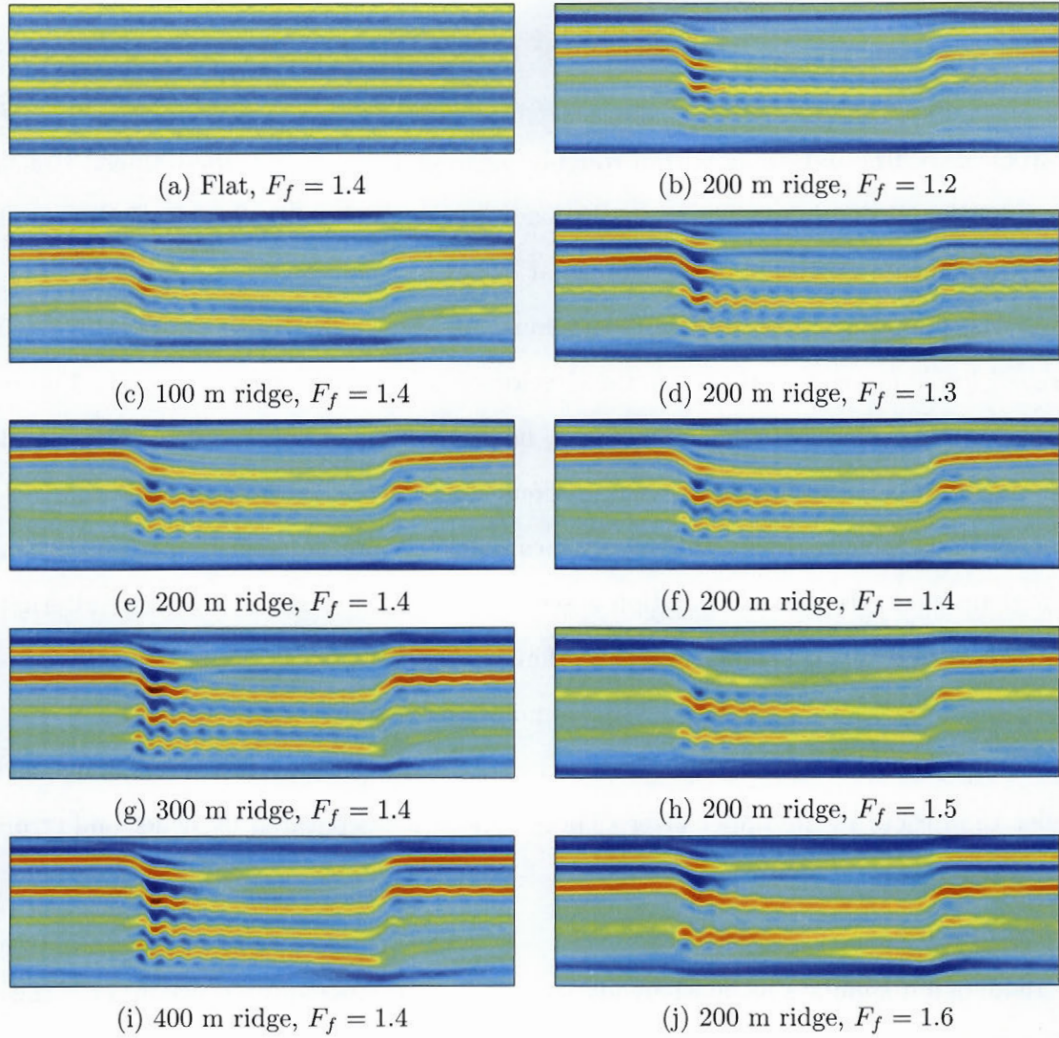 (a) Flat, F_f = 1.4
(b) 200 m ridge, F_f = 1.2
(c) 100 m ridge, F_f = 1.4
(d) 200 m ridge, F_f = 1.3
(e) 200 m ridge, F_f = 1.4
(f) 200 m ridge, F_f = 1.4
(g) 300 m ridge, F_f = 1.4
(h) 200 m ridge, F_f = 1.5
(i) 400 m ridge, F_f = 1.4
(j) 200 m ridge, F_f = 1.6